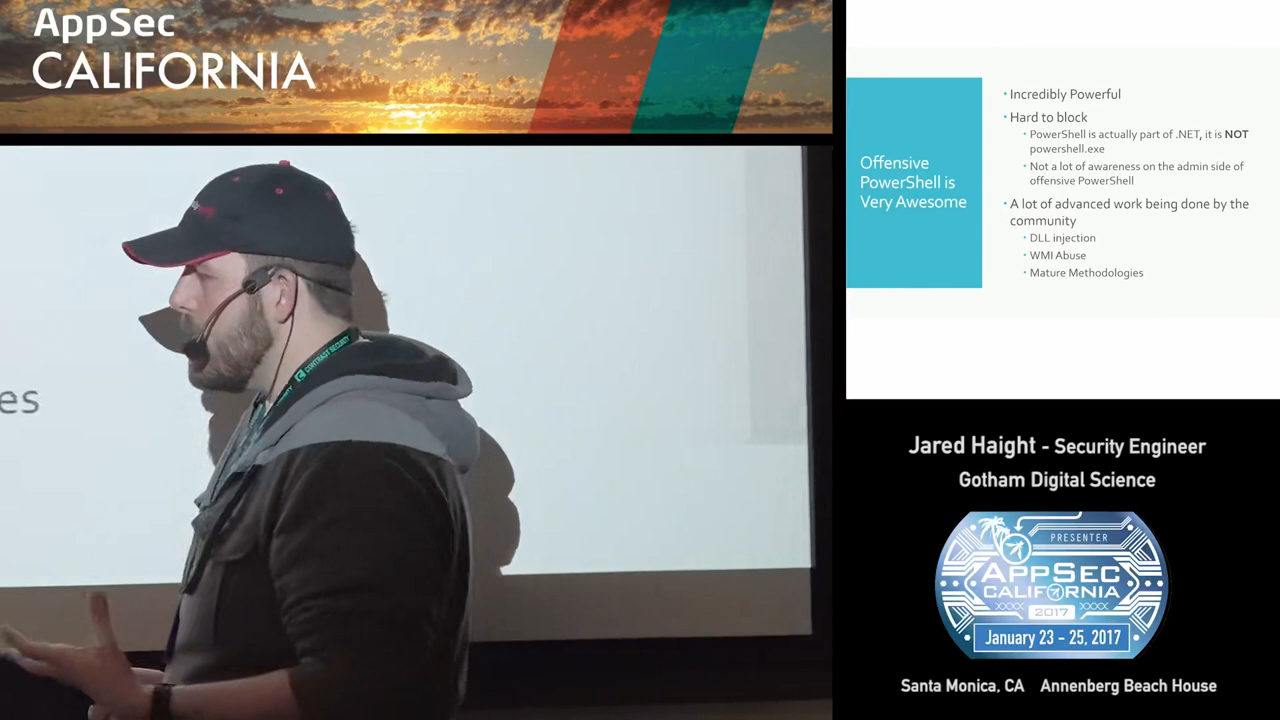 AppSec
CALIFORNIA
es
CONTRAST SECURITY
Offensive
PowerShell is
Very Awesome
• Incredibly Powerful
• Hard to block
• PowerShell is actually part of .NET, it is NOT
powershell.exe
• Not a lot of awareness on the admin side of
offensive PowerShell
• A lot of advanced work being done by the
community
• DLL injection
• WMI Abuse
• Mature Methodologies
Jared Haight - Security Engineer
Gotham Digital Science
PRESENTER
APPSEC
CALIFORNIA
2017
January 23 - 25, 2017
Santa Monica, CA Annenberg Beach House